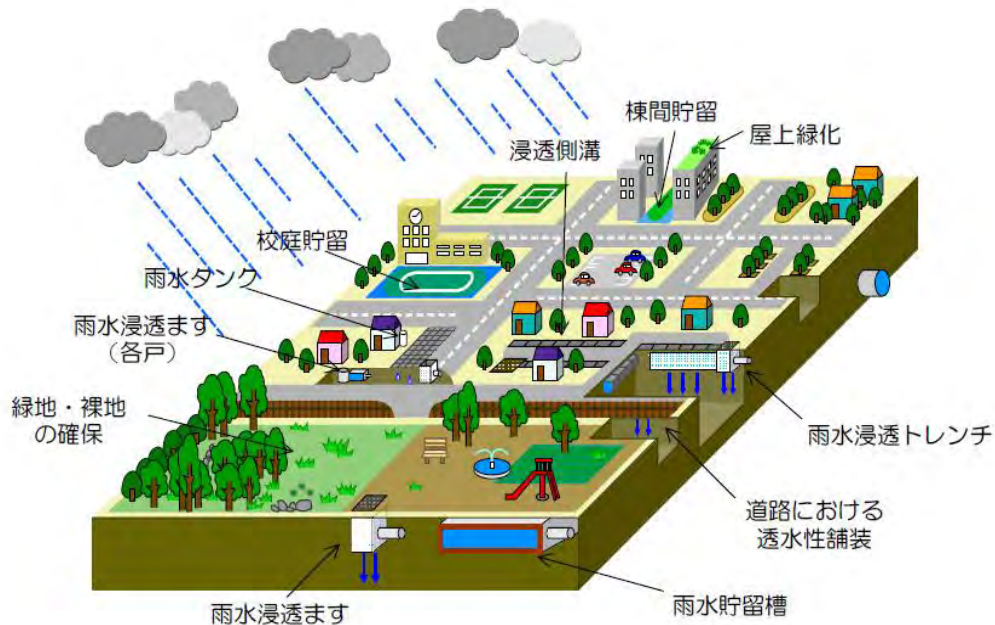 棟間貯留
屋上緑化
浸透側溝
校庭貯留
雨水タンク
雨水浸透ます
（各戸）
緑地・裸地
の確保
雨水浸透トレンチ
道路における
透水性舗装
雨水貯留槽
雨水浸透ます